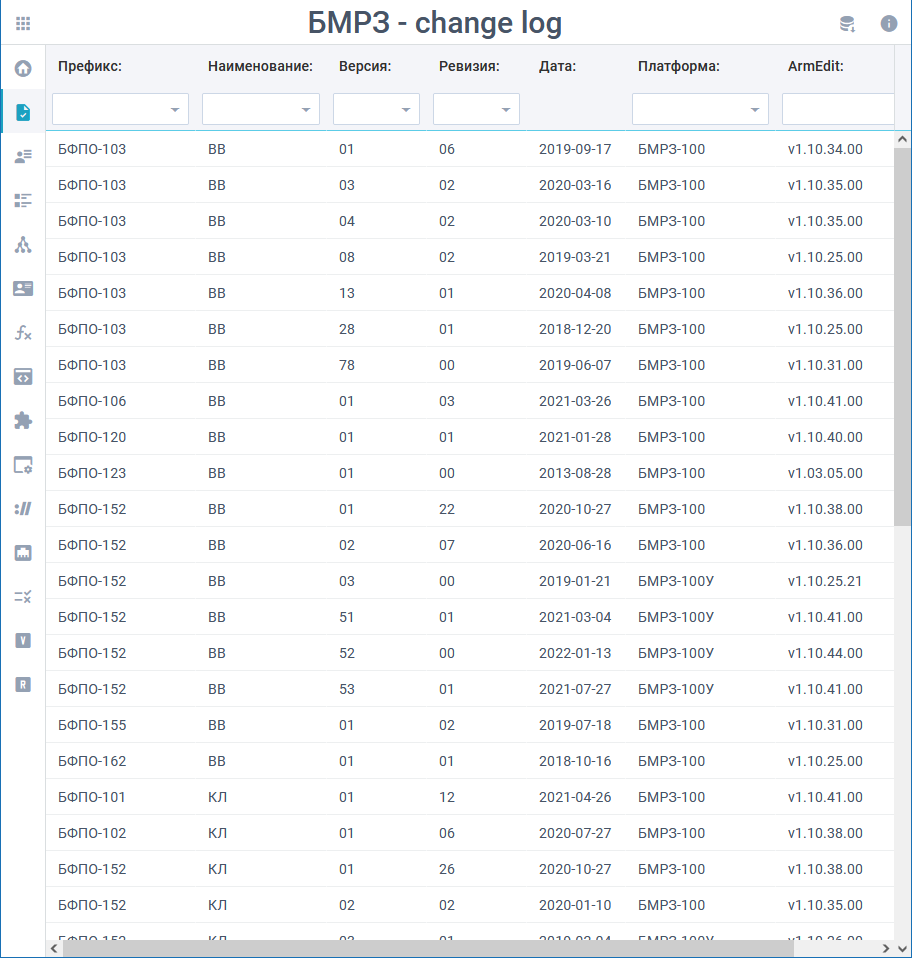 БМРЗ - change log
Префикс: Наименование: Версия: Ревизия: Дата: Платформа: ArmEdit:
БФПО-103 ВВ 01 06 2019-09-17 БМРЗ-100 v1.10.34.00
БФПО-103 ВВ 03 02 2020-03-16 БМРЗ-100 v1.10.35.00
БФПО-103 ВВ 04 02 2020-03-10 БМРЗ-100 v1.10.35.00
БФПО-103 ВВ 08 02 2019-03-21 БМРЗ-100 v1.10.25.00
БФПО-103 ВВ 13 01 2020-04-08 БМРЗ-100 v1.10.36.00
БФПО-103 ВВ 28 01 2018-12-20 БМРЗ-100 v1.10.25.00
БФПО-103 ВВ 78 00 2019-06-07 БМРЗ-100 v1.10.31.00
БФПО-106 ВВ 01 03 2021-03-26 БМРЗ-100 v1.10.41.00
БФПО-120 ВВ 01 01 2021-01-28 БМРЗ-100 v1.10.40.00
БФПО-123 ВВ 01 00 2013-08-28 БМРЗ-100 v1.03.05.00
БФПО-152 ВВ 01 22 2020-10-27 БМРЗ-100 v1.10.38.00
БФПО-152 ВВ 02 07 2020-06-16 БМРЗ-100 v1.10.36.00
БФПО-152 ВВ 03 00 2019-01-21 БМРЗ-100У v1.10.25.21
БФПО-152 ВВ 51 01 2021-03-04 БМРЗ-100У v1.10.41.00
БФПО-152 ВВ 52 00 2022-01-13 БМРЗ-100У v1.10.44.00
БФПО-152 ВВ 53 01 2021-07-27 БМРЗ-100У v1.10.41.00
БФПО-155 ВВ 01 02 2019-07-18 БМРЗ-100 v1.10.31.00
БФПО-162 ВВ 01 01 2018-10-16 БМРЗ-100 v1.10.25.00
БФПО-101 КЛ 01 12 2021-04-26 БМРЗ-100 v1.10.41.00
БФПО-102 КЛ 01 06 2020-07-27 БМРЗ-100 v1.10.38.00
БФПО-152 КЛ 01 26 2020-10-27 БМРЗ-100 v1.10.38.00
БФПО-152 КЛ 02 02 2020-01-10 БМРЗ-100 v1.10.35.00